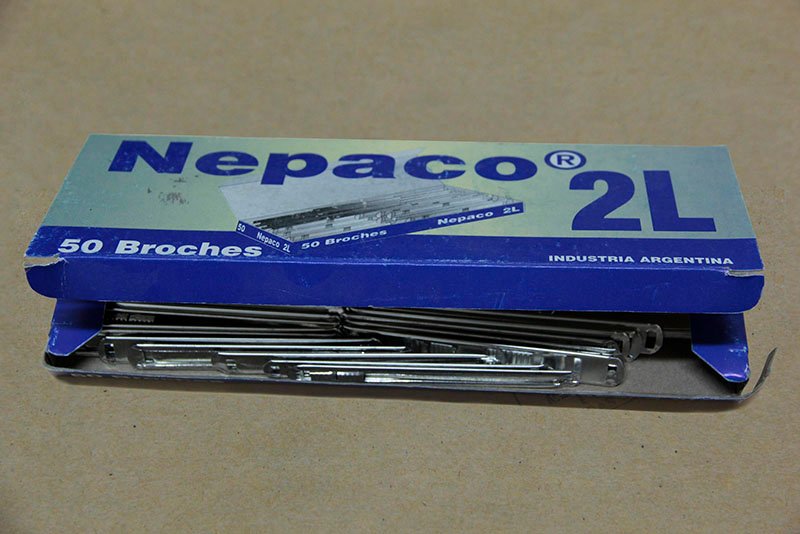 Nepaco®
2L
50 Nepaco 2L
50 Broches
Nepaco 2L
50 Broches
INDUSTRIA ARGENTINA